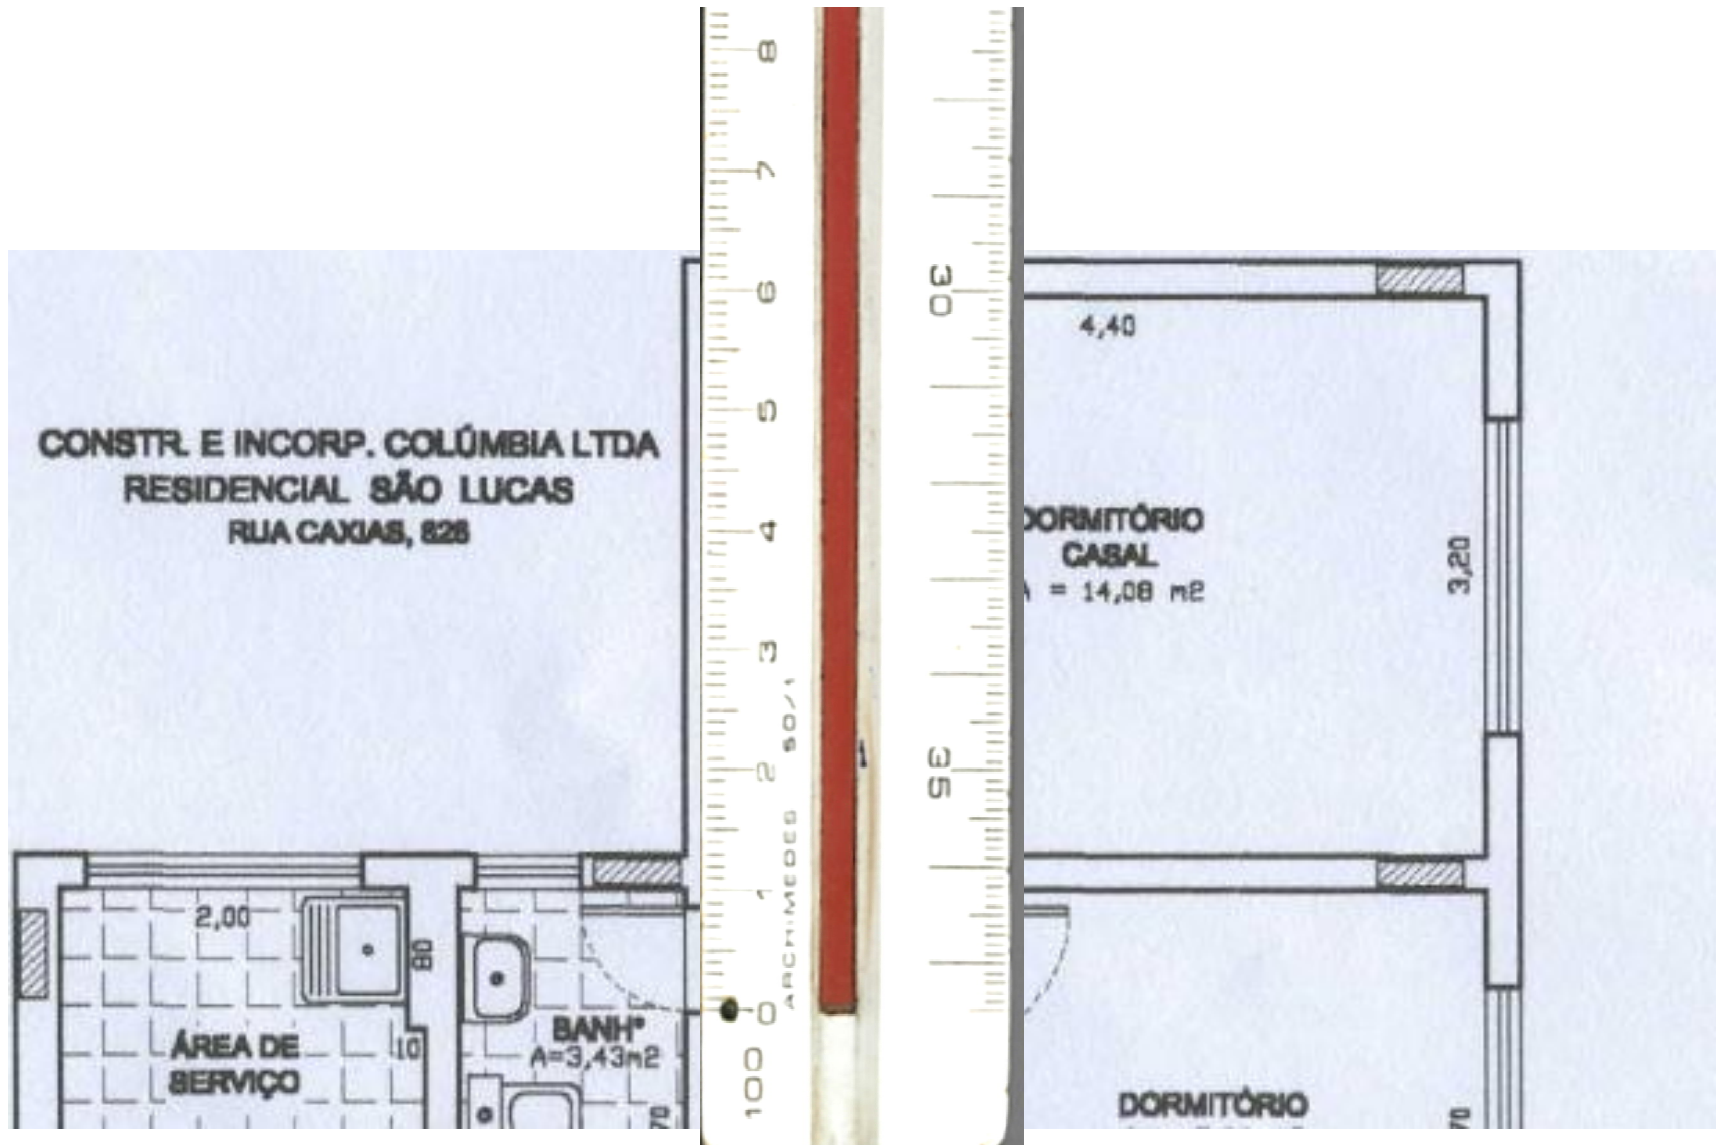 8
7
6
5
4
3
2
1
0
100
ARCHIMEDES 50/1
30
35
CONSTR. E INCORP. COLÚMBIA LTDA
RESIDENCIAL SÃO LUCAS
RUA CAXIAS, 826
4,40
DORMITÓRIO
CASAL
= 14,08 m2
3,20
2,00
80
ÁREA DE
SERVIÇO
10
BANHº
A=3,43m2
70
DORMITÓRIO
70